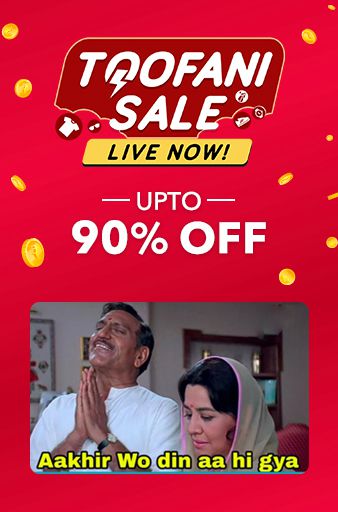 TOOFANI
SALE
LIVE NOW!
UPTO
90% OFF
Aakhir Wo din aa hi gya